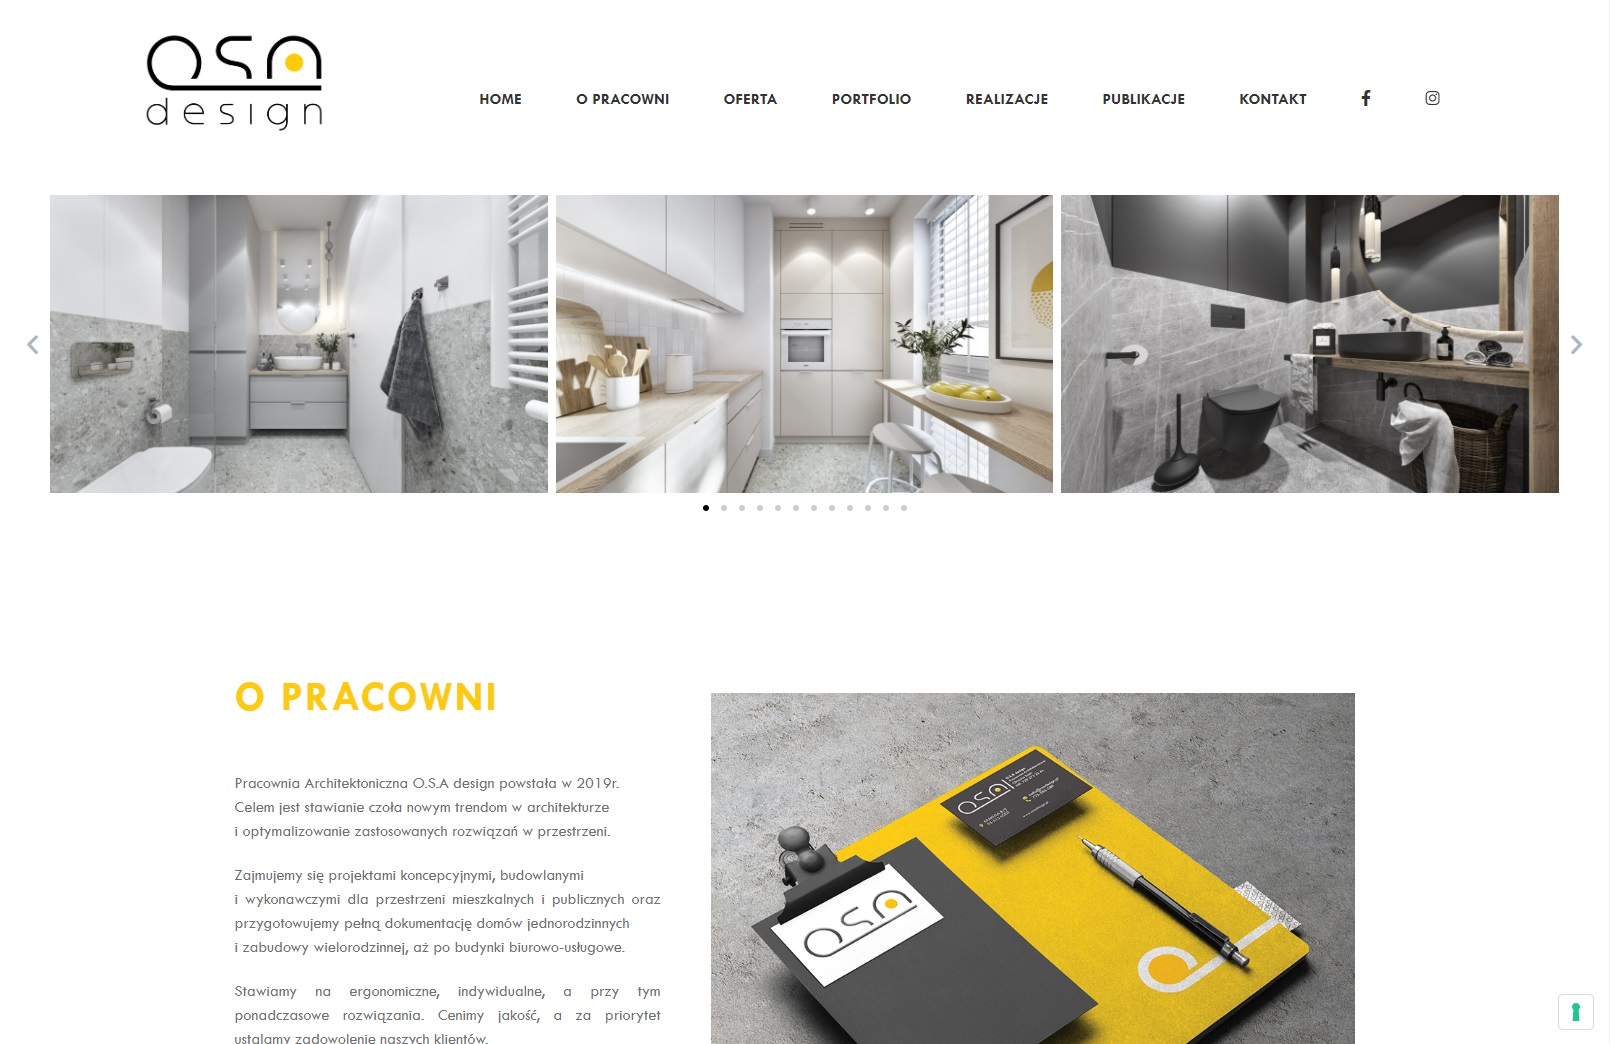 OSA
design
HOME
O PRACOWNI
OFERTA
PORTFOLIO
REALIZACJE
PUBLIKACJE
KONTAKT
O PRACOWNI
Pracownia Architektoniczna O.S.A design powstała w 2019r.
Celem jest stawianie czoła nowym trendom w architekturze
i optymalizowanie zastosowanych rozwiązań w przestrzeni.
Zajmujemy się projektami koncepcyjnymi, budowlanymi
i wykonawczymi dla przestrzeni mieszkalnych i publicznych oraz
przygotowujemy pełną dokumentację domów jednorodzinnych
i zabudowy wielorodzinnej, aż po budynki biurowo-usługowe.
Stawiamy na ergonomiczne, indywidualne, a przy tym
ponadczasowe rozwiązania. Cenimy jakość, a za priorytet
ustalamy zadowolenie naszych klientów.
OSA
OSA